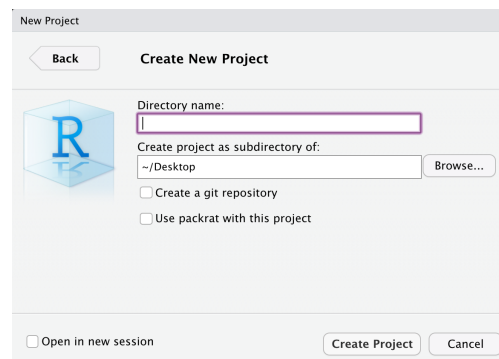 New Project
Back
Create New Project
R
Directory name:
Create project as subdirectory of:
~/Desktop
Browse...
Create a git repository
Use packrat with this project
Open in new session
Create Project
Cancel